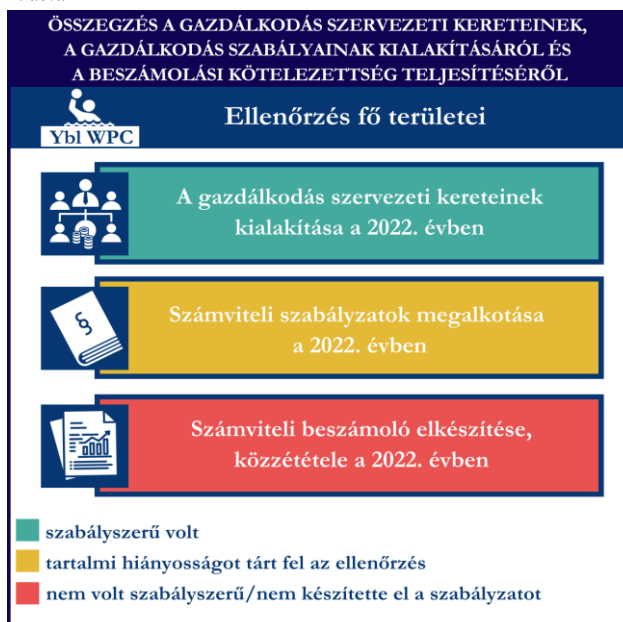 ÖSSZEGZÉS A GAZDÁLKODÁS SZERVEZETI KERETEINEK,
A GAZDÁLKODÁS SZABÁLYAINAK KIALAKÍTÁSÁRÓL ÉS
A BESZÁMOLÁSI KÖTELEZETTSÉG TELJESÍTÉSÉRŐL
Ybl WPC
Ellenőrzés fő területei
A gazdálkodás szervezeti kereteinek
kialakítása a 2022. évben
§
Számviteli szabályzatok megalkotása
a 2022. évben
Számviteli beszámoló elkészítése,
közzététele a 2022. évben
szabályszerű volt
tartalmi hiányosságot tárt fel az ellenőrzés
nem volt szabályszerű/nem készítette el a szabályzatot